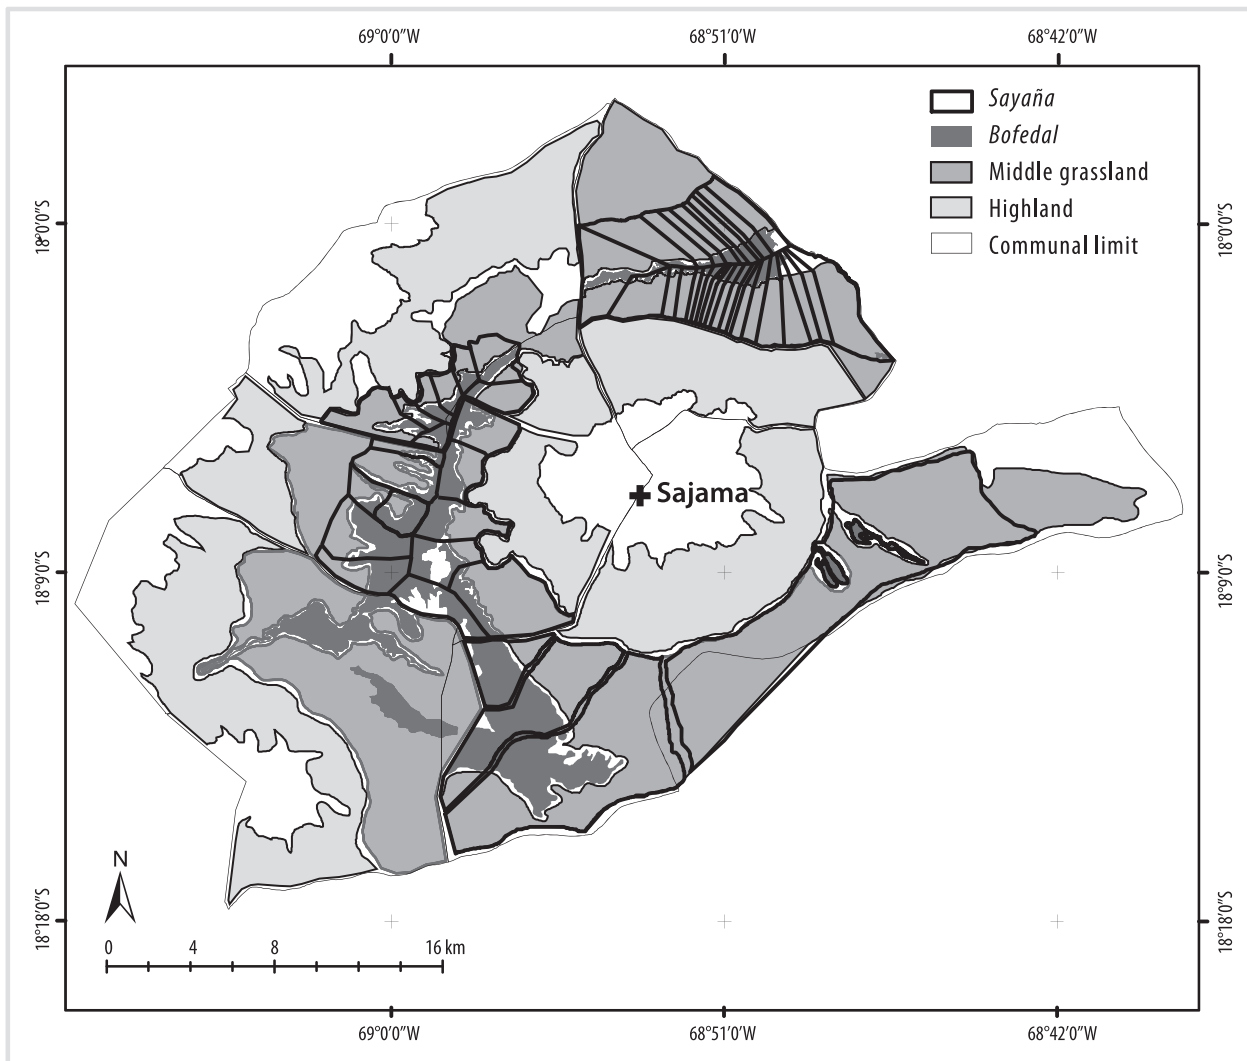 69°0′0″W 68°51′0″W 68°42′0″W
Sayaña
Bofedal
Middle grassland
Highland
Communal limit
18°0′0″S 18°0′0″S
Sajama
18°9′0″S 18°9′0″S
N
18°18′0″S 18°18′0″S
0 4 8 16 km
69°0′0″W 68°51′0″W 68°42′0″W